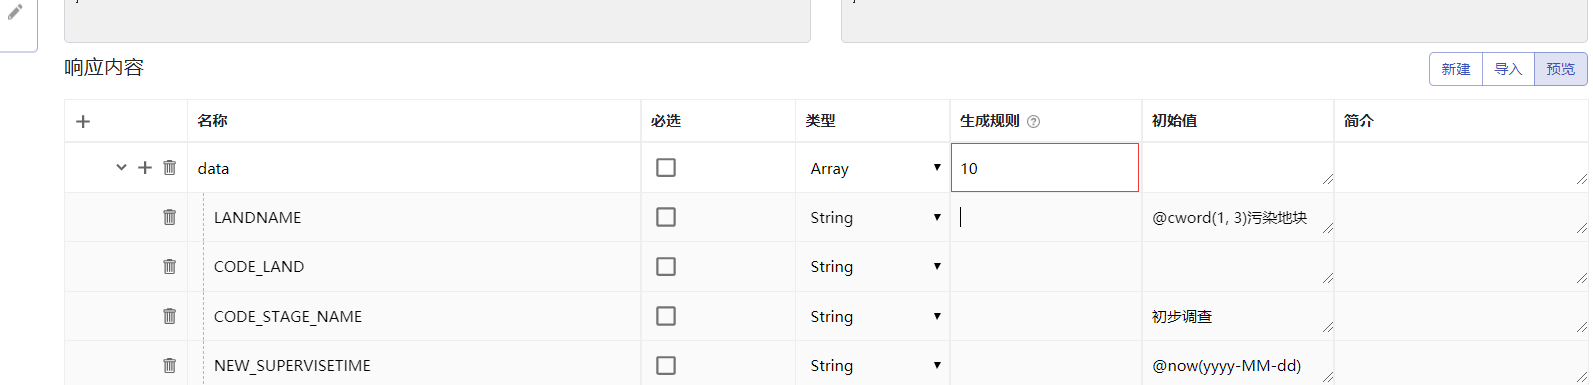 响应内容
新建 导入 预览
名称 必选 类型 生成规则 初始值 简介
data Array 10
LANDNAME String @cword(1, 3)污染地块
CODE_LAND String
CODE_STAGE_NAME String 初步调查
NEW_SUPERVISETIME String @now(yyyy-MM-dd)